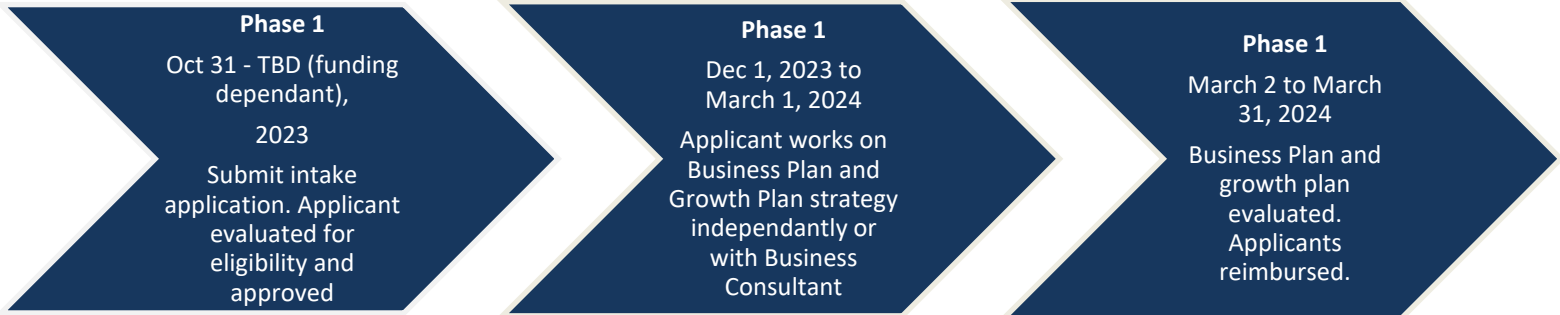 Phase 1
Oct 31 - TBD (funding
dependant),
2023
Submit intake
application. Applicant
evaluated for
eligibility and
approved
Phase 1
Dec 1, 2023 to
March 1, 2024
Applicant works on
Business Plan and
Growth Plan strategy
independantly or
with Business
Consultant
Phase 1
March 2 to March
31, 2024
Business Plan and
growth plan
evaluated.
Applicants
reimbursed.